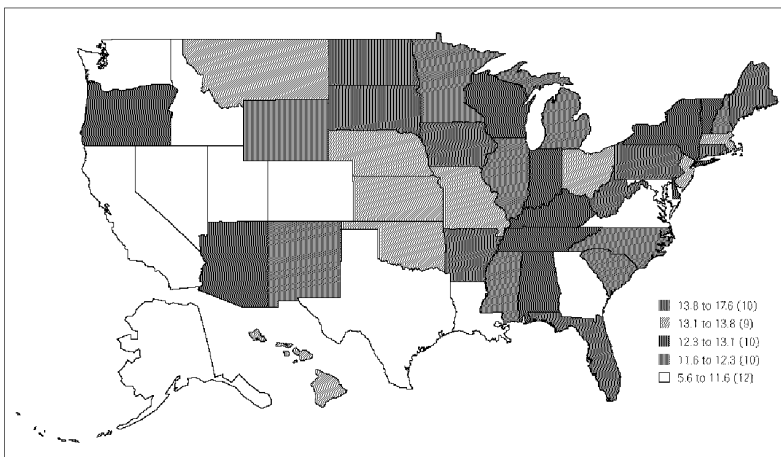 13.8 to 17.6 (10)
13.1 to 13.8 (9)
12.3 to 13.1 (10)
11.6 to 12.3 (10)
5.6 to 11.6 (12)